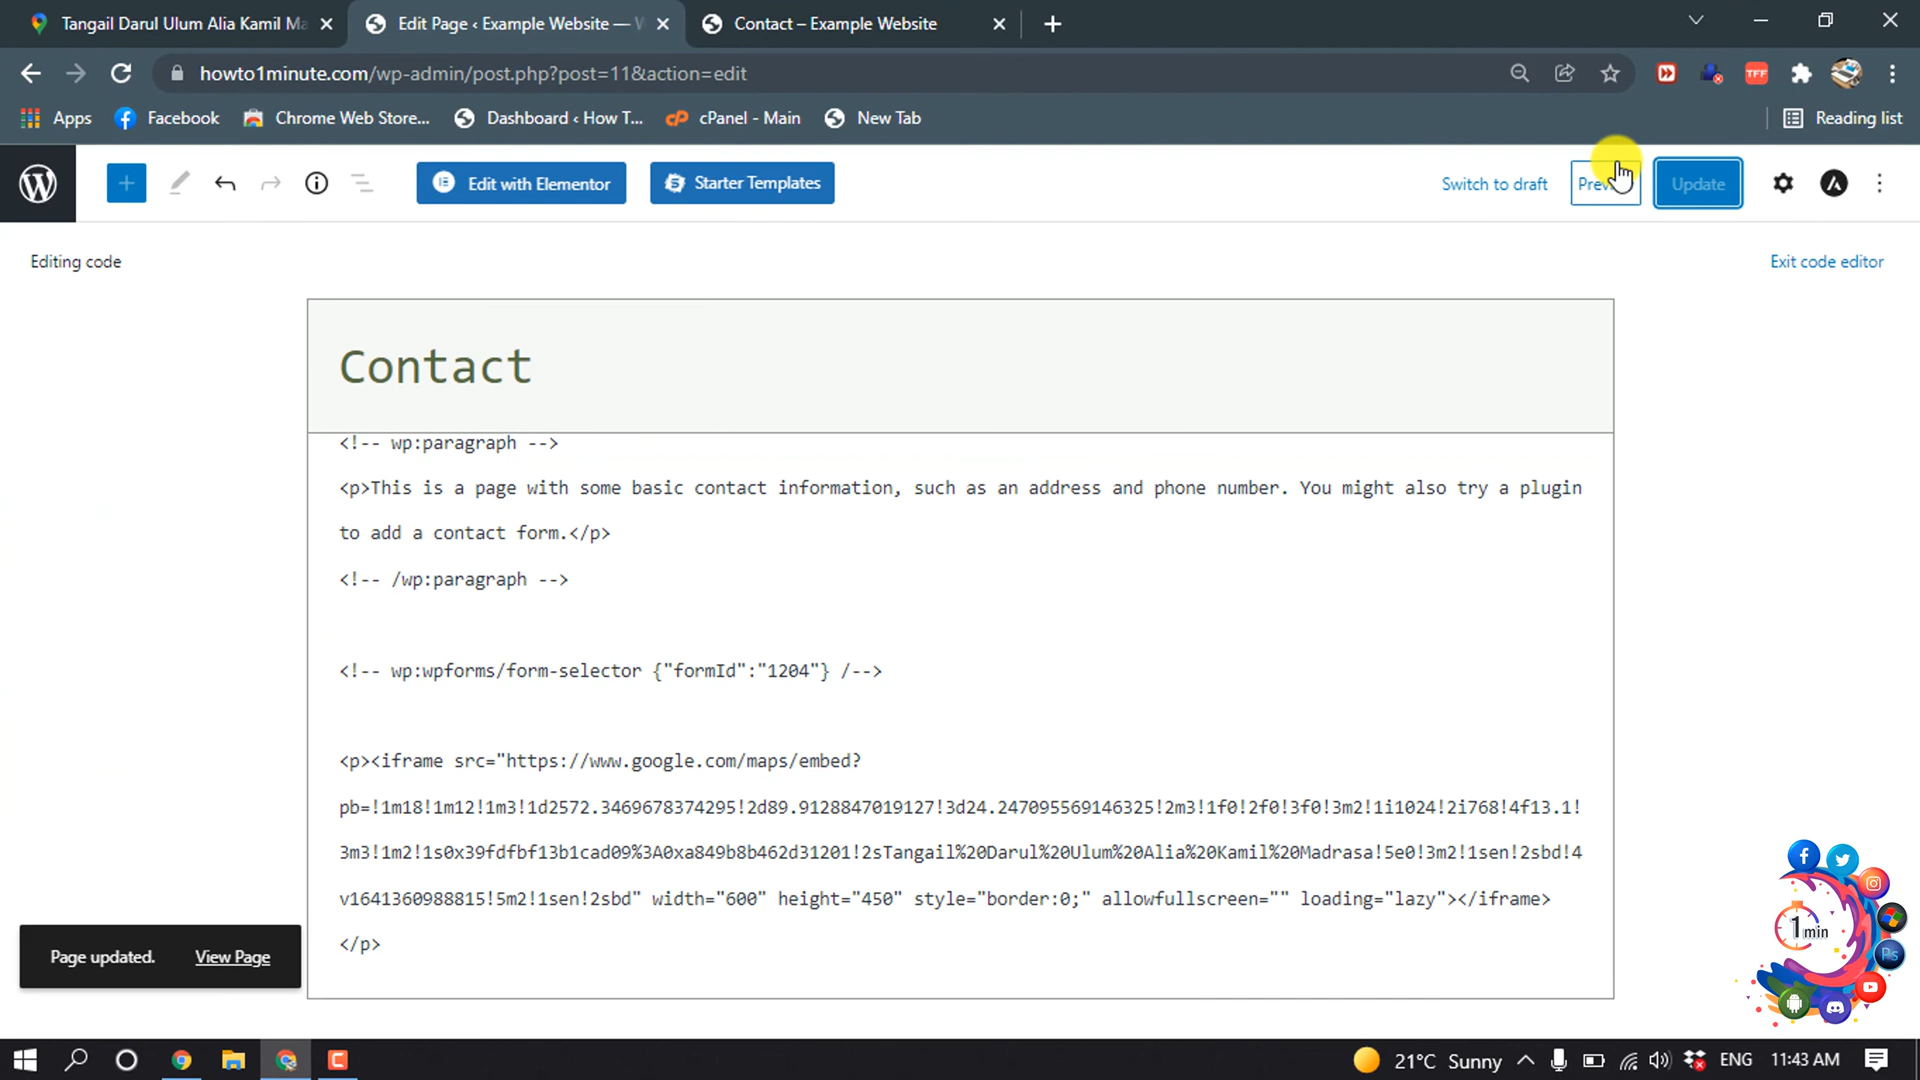 Tangail Darul Ulum Alia Kamil Ma
Edit Page ‹ Example Website —
Contact – Example Website
howto1minute.com/wp-admin/post.php?post=11&action=edit
TFF
Apps
Facebook
Chrome Web Store...
Dashboard ‹ How T...
cPanel - Main
New Tab
Reading list
Edit with Elementor
Starter Templates
Switch to draft
Update
Editing code
Exit code editor
Contact
<!-- wp:paragraph -->
<p>This is a page with some basic contact information, such as an address and phone number. You might also try a plugin
to add a contact form.</p>
<!-- /wp:paragraph -->
<!-- wp:wpforms/form-selector {"formId":"1204"} /-->
<p><iframe src="https://www.google.com/maps/embed?
pb=!1m18!1m12!1m3!1d2572.3469678374295!2d89.9128847019127!3d24.247095569146325!2m3!1f0!2f0!3f0!3m2!1i1024!2i768!4f13.1!
3m3!1m2!1s0x39fdfbf13b1cad09%3A0xa849b8b462d31201!2sTangail%20Darul%20Ulum%20Alia%20Kamil%20Madrasa!5e0!3m2!1sen!2sbd!4
v1641360988815!5m2!1sen!2sbd" width="600" height="450" style="border:0;" allowfullscreen="" loading="lazy"></iframe>
</p>
Page updated.
View Page
1 min
Ps
21°C Sunny
ENG
11:43 AM